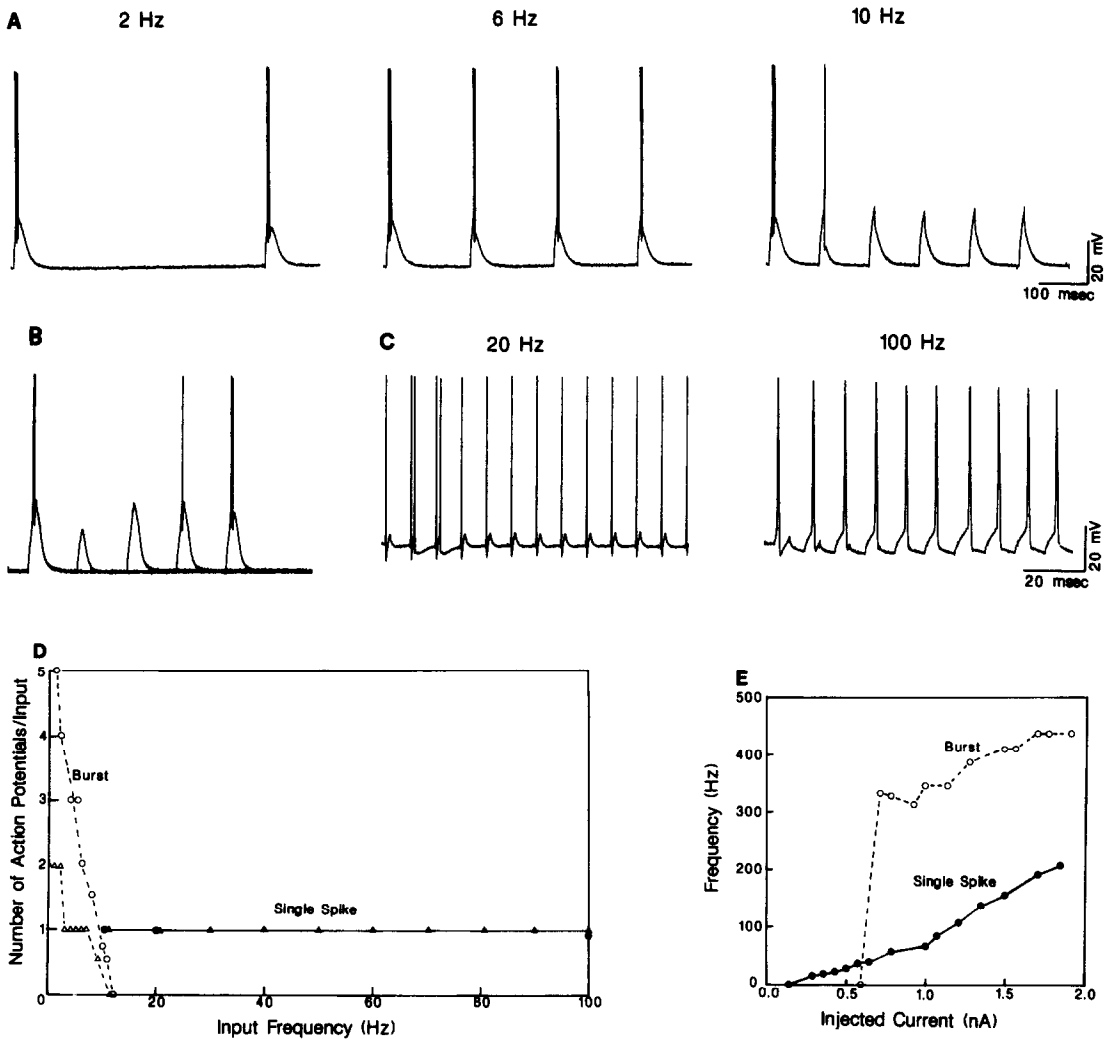 A
2 Hz
6 Hz
10 Hz
20 mV
100 msec
B
C
20 Hz
100 Hz
20 mV
20 msec
D
Number of Action Potentials/Input
5
4
3
2
1
0
Burst
Single Spike
20
40
60
80
100
Input Frequency (Hz)
E
Frequency (Hz)
500
400
300
200
100
0
Burst
Single Spike
0.0
0.5
1.0
1.5
2.0
Injected Current (nA)